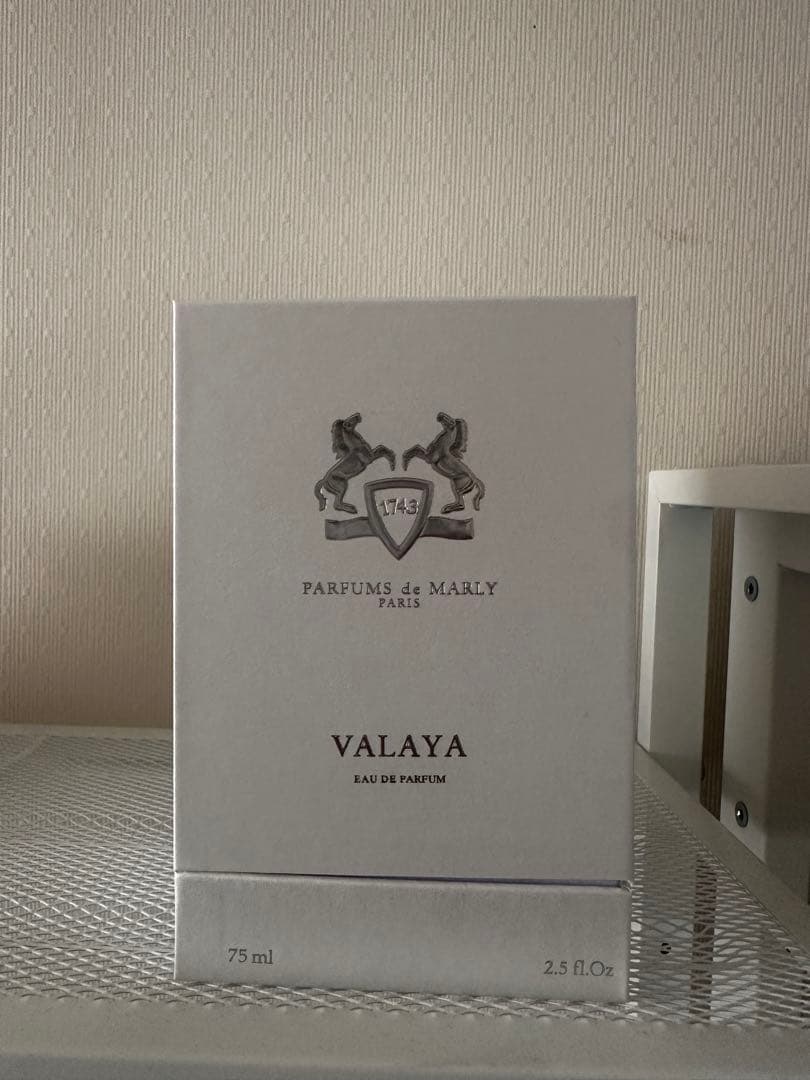 1743
PARFUMS de MARLY
PARIS
VALAYA
EAU DE PARFUM
75 ml
2.5 fl.Oz